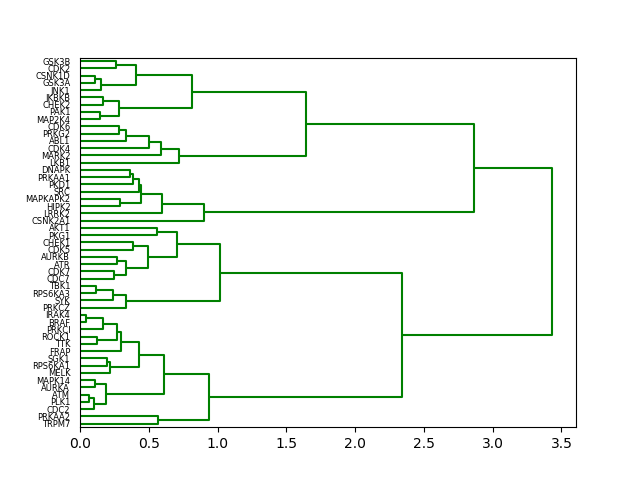 GSK3B
CDK2
CSNK1D
GSK3A
JNK1
IKBKB
CHEK2
PAK1
MAP2K4
CDK6
PRKG2
ABL1
CDK4
MARK2
LKB1
DNAPK
PRKAA1
PKD1
SRC
MAPKAPK2
HIPK2
LRRK2
CSNK2A1
AKT1
PKG1
CHEK1
CDK5
AURKB
ATR
CDK7
CDC7
TBK1
RPS6KA3
SYK
PRKCZ
IRAK4
BRAF
PRKCI
ROCK1
TTK
FRAP
SGK1
RPS6KA1
MELK
MAPK14
AURKA
ATM
PLK1
CDC2
PRKAA2
TRPM7
0.0 0.5 1.0 1.5 2.0 2.5 3.0 3.5